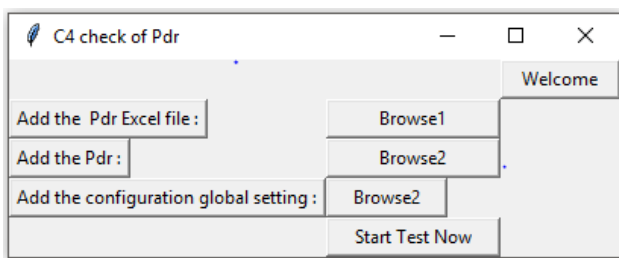 C4 check of Pdr
Welcome
Add the  Pdr Excel file :
Browse1
Add the Pdr :
Browse2
Add the configuration global setting :
Browse2
Start Test Now